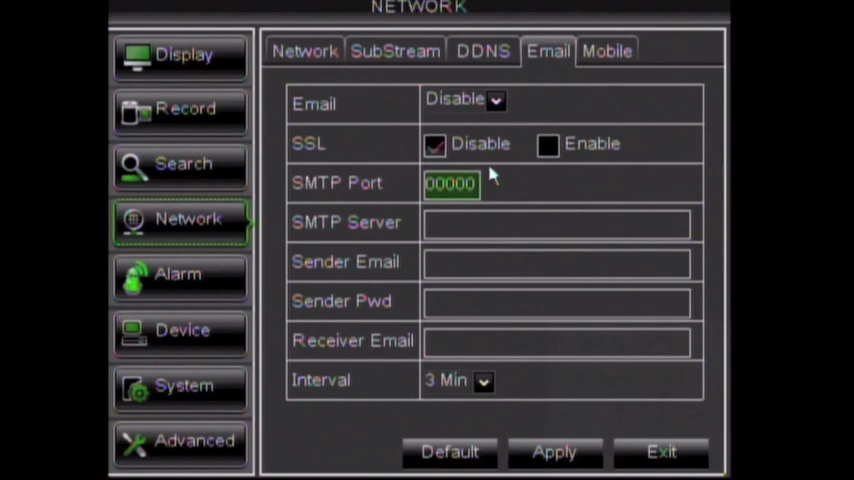 NETWORK
Display
Record
Search
Network
Alarm
Device
System
Advanced
Network SubStream DDNS Email Mobile
Email Disable
SSL Disable Enable
SMTP Port 00000
SMTP Server
Sender Email
Sender Pwd
Receiver Email
Interval 3 Min
Default Apply Exit